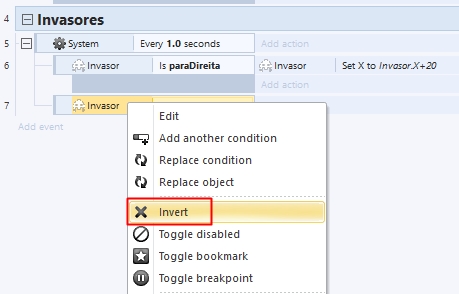 4 Invasores
5 System Every 1.0 seconds Add action
6 Invasor Is paraDireita Invasor Set X to Invasor.X+20
Add action
7 Invasor
Add event
Edit
Add another condition
Replace condition
Replace object
Invert
Toggle disabled
Toggle bookmark
Toggle breakpoint